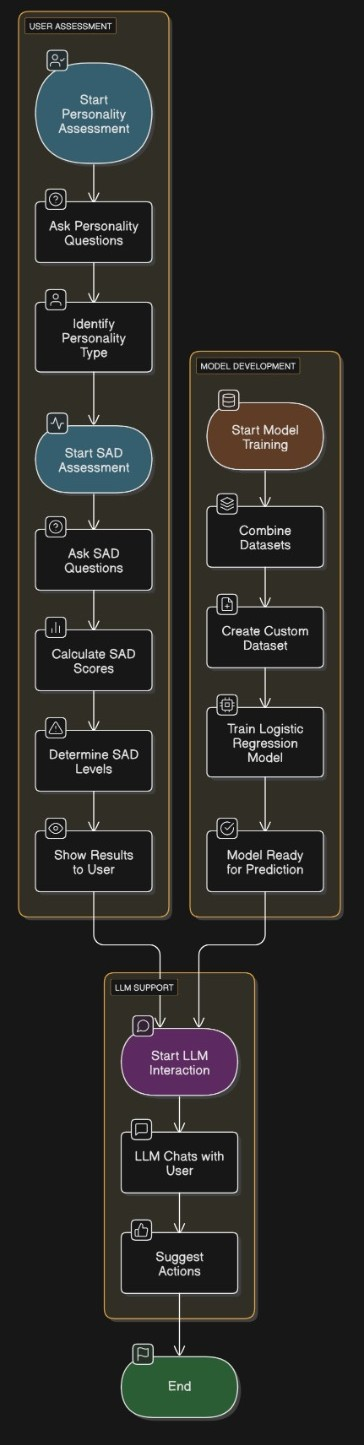 USER ASSESSMENT
Start
Personality
Assessment
Ask Personality
Questions
Identify
Personality
Type
Start SAD
Assessment
Ask SAD
Questions
Calculate SAD
Scores
Determine SAD
Levels
Show Results
to User
MODEL DEVELOPMENT
Start Model
Training
Combine
Datasets
Create Custom
Dataset
Train Logistic
Regression
Model
Model Ready
for Prediction
LLM SUPPORT
Start LLM
Interaction
LLM Chats with
User
Suggest
Actions
End